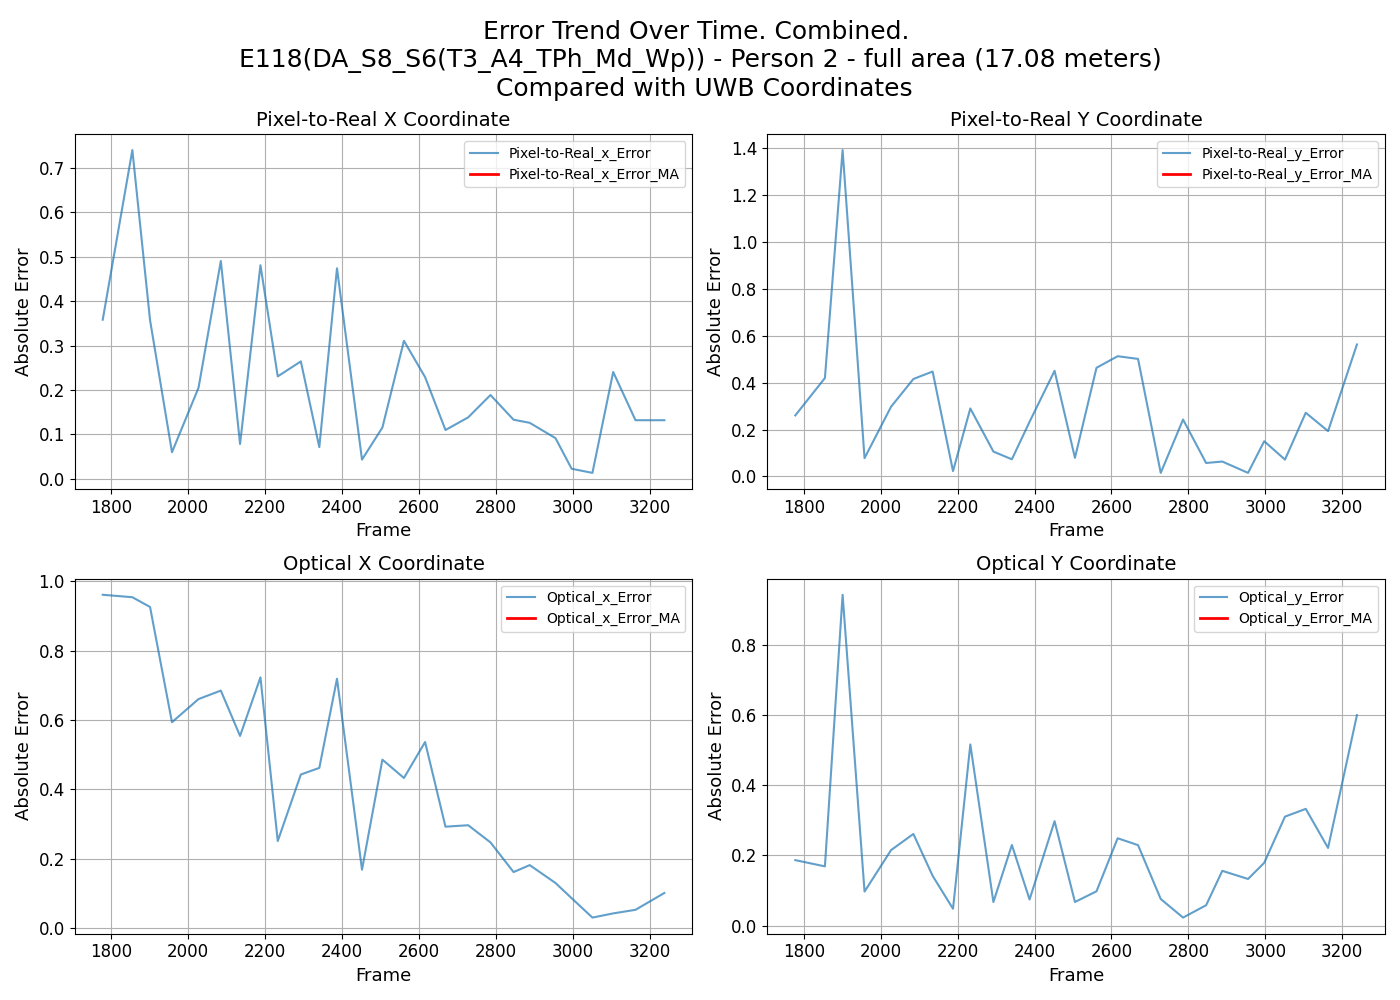 Error Trend Over Time. Combined.
E118(DA_S8_S6(T3_A4_TPh_Md_Wp)) - Person 2 - full area (17.08 meters)
Compared with UWB Coordinates
Pixel-to-Real X Coordinate
Pixel-to-Real_x_Error
Pixel-to-Real_x_Error_MA
Absolute Error
0.7
0.6
0.5
0.4
0.3
0.2
0.1
0.0
1800 2000 2200 2400 2600 2800 3000 3200
Frame
Pixel-to-Real Y Coordinate
Pixel-to-Real_y_Error
Pixel-to-Real_y_Error_MA
Absolute Error
1.4
1.2
1.0
0.8
0.6
0.4
0.2
0.0
1800 2000 2200 2400 2600 2800 3000 3200
Frame
Optical X Coordinate
Optical_x_Error
Optical_x_Error_MA
Absolute Error
1.0
0.8
0.6
0.4
0.2
0.0
1800 2000 2200 2400 2600 2800 3000 3200
Frame
Optical Y Coordinate
Optical_y_Error
Optical_y_Error_MA
Absolute Error
0.8
0.6
0.4
0.2
0.0
1800 2000 2200 2400 2600 2800 3000 3200
Frame